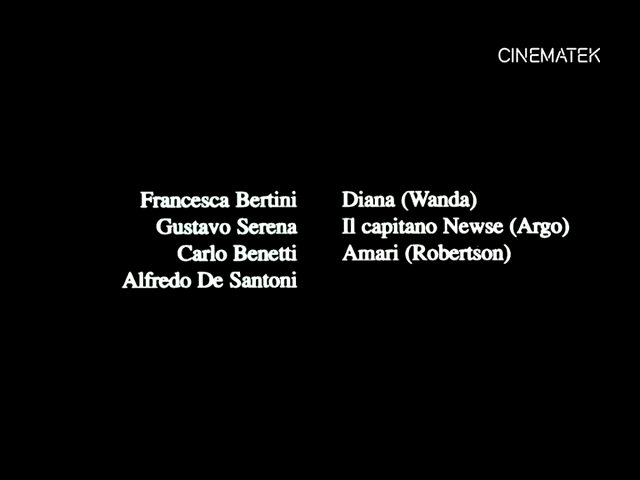 CINEMATEK
Francesca Bertini Diana (Wanda)
Gustavo Serena Il capitano Newse (Argo)
Carlo Benetti Amari (Robertson)
Alfredo De Santoni